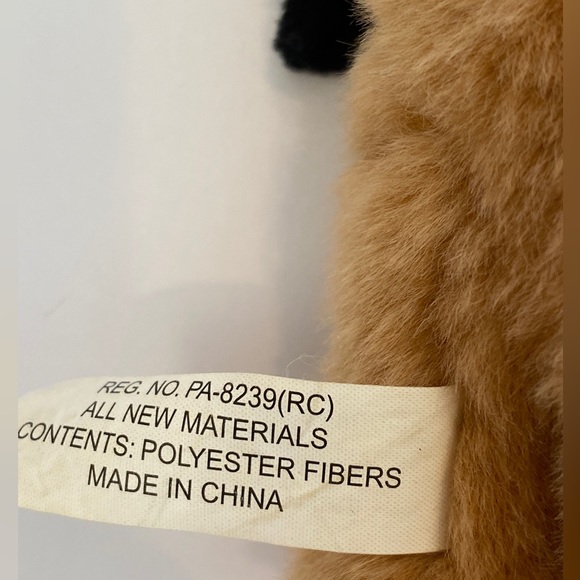 REG. NO. PA-8239(RC)
ALL NEW MATERIALS
CONTENTS: POLYESTER FIBERS
MADE IN CHINA